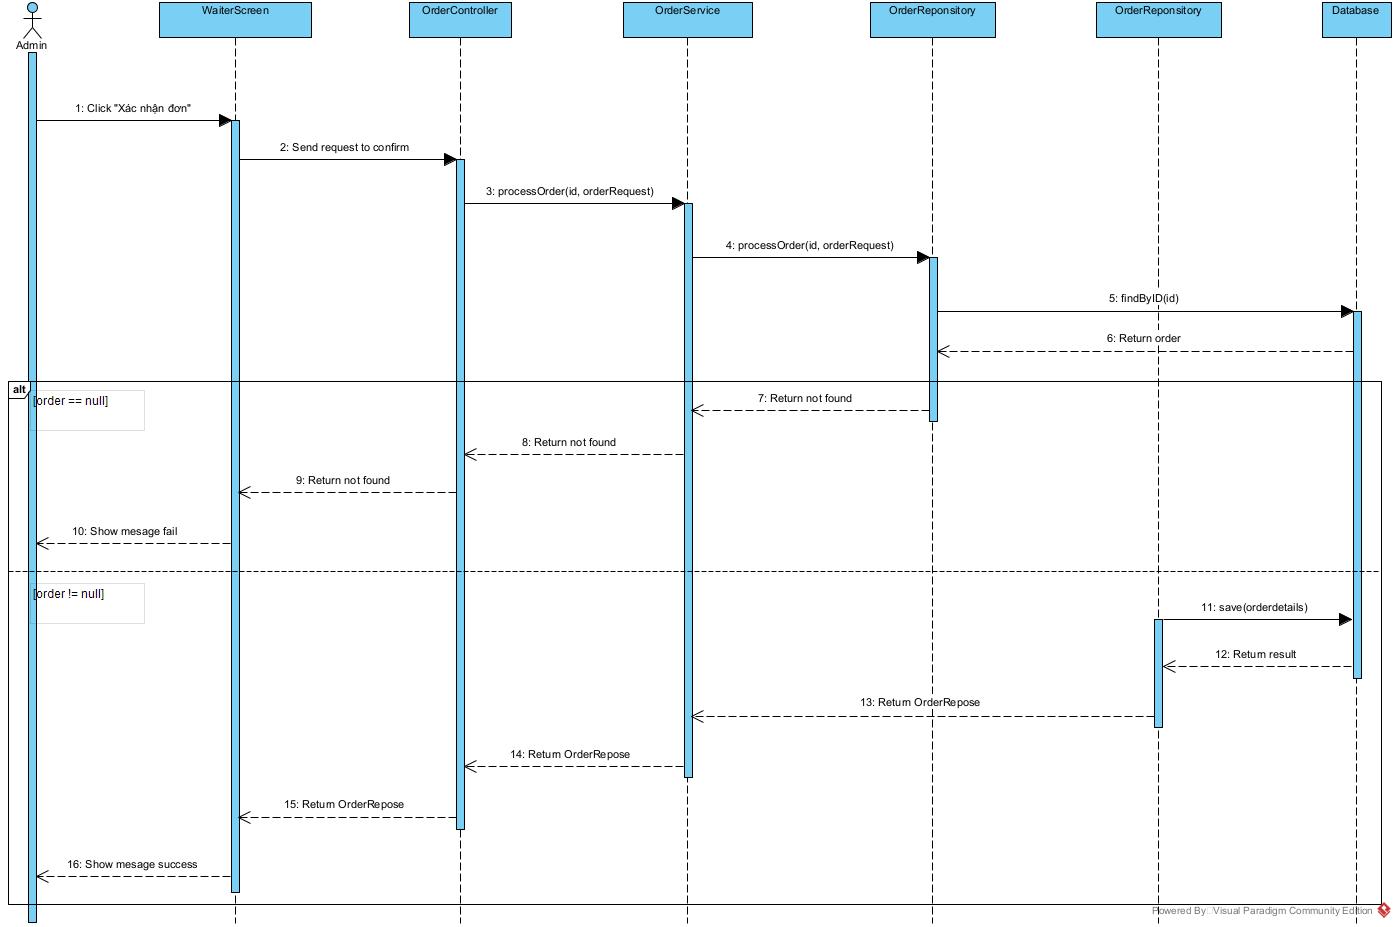 WaiterScreen
OrderController
OrderService
OrderReponsitory
OrderReponsitory
Database
Admin
1: Click "Xác nhận đơn"
2: Send request to confirm
3: processOrder(id, orderRequest)
4: processOrder(id, orderRequest)
5: findByID(id)
6: Return order
alt
[order == null]
7: Return not found
8: Return not found
9: Return not found
10: Show mesage fail
[order != null]
11: save(orderdetails)
12: Return result
13: Return OrderRepose
14: Return OrderRepose
15: Return OrderRepose
16: Show mesage success
Powered By Visual Paradigm Community Edition